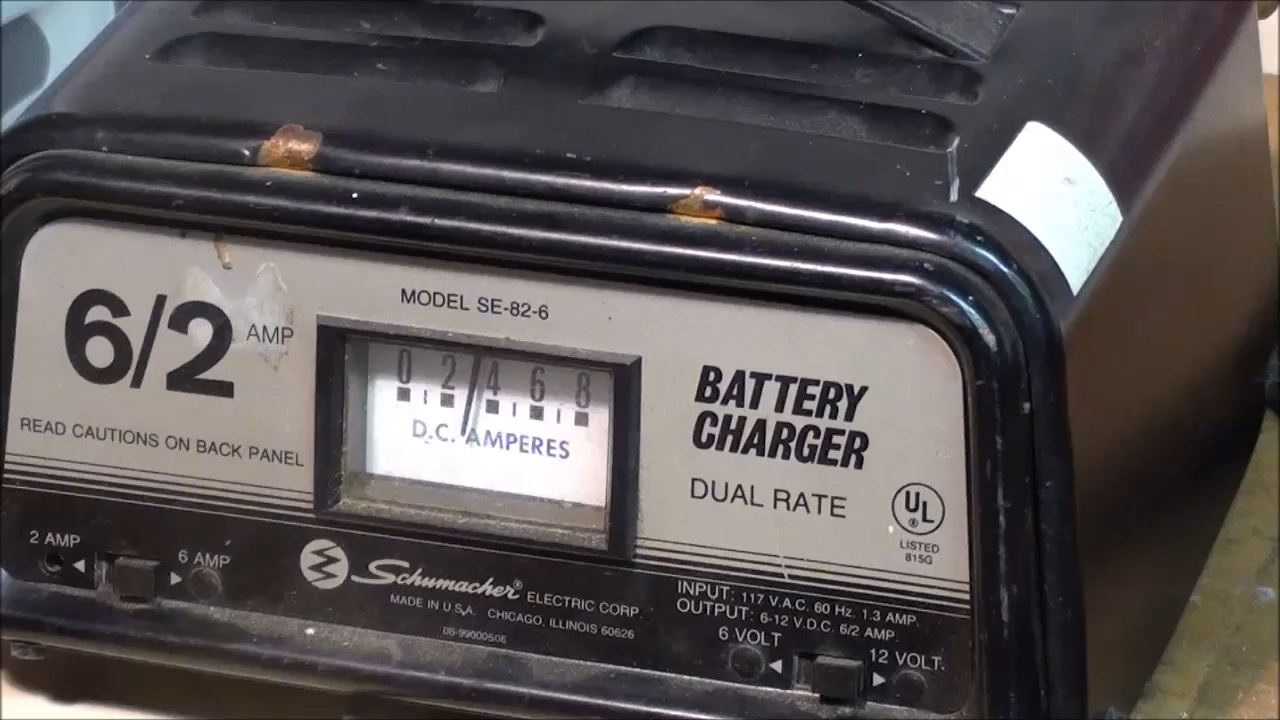 MODEL SE-82-6
6/2 AMP
READ CAUTIONS ON BACK PANEL
0 2 4 6 8
D.C. AMPERES
BATTERY
CHARGER
DUAL RATE
UL
®
LISTED
815G
2 AMP
6 AMP
Schumacher® ELECTRIC CORP.
MADE IN U.S.A. CHICAGO, ILLINOIS 60626
INPUT: 117 V.A.C. 60 Hz. 1.3 AMP.
OUTPUT: 6-12 V.D.C. 6/2 AMP.
6 VOLT
12 VOLT.